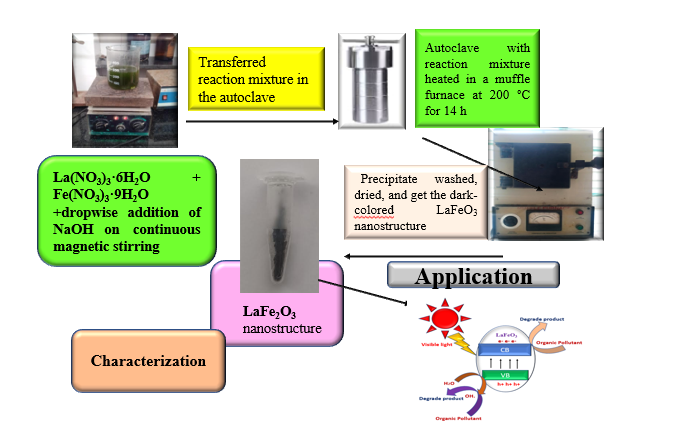 Transferred
reaction mixture in
the autoclave
Autoclave with
reaction mixture
heated in a muffle
furnace at 200 °C
for 14 h
La(NO₃)₃·6H₂O +
Fe(NO₃)₃·9H₂O
+dropwise addition of
NaOH on continuous
magnetic stirring
Precipitate washed,
dried, and get the dark-
colored LaFeO₃
nanostructure
LaFe₂O₃
nanostructure
Characterization
Application
Visible light
Degrade product
LaFeO₃
Organic Pollutant
CB
VB
H₂O
OH.
Degrade product
Organic Pollutant